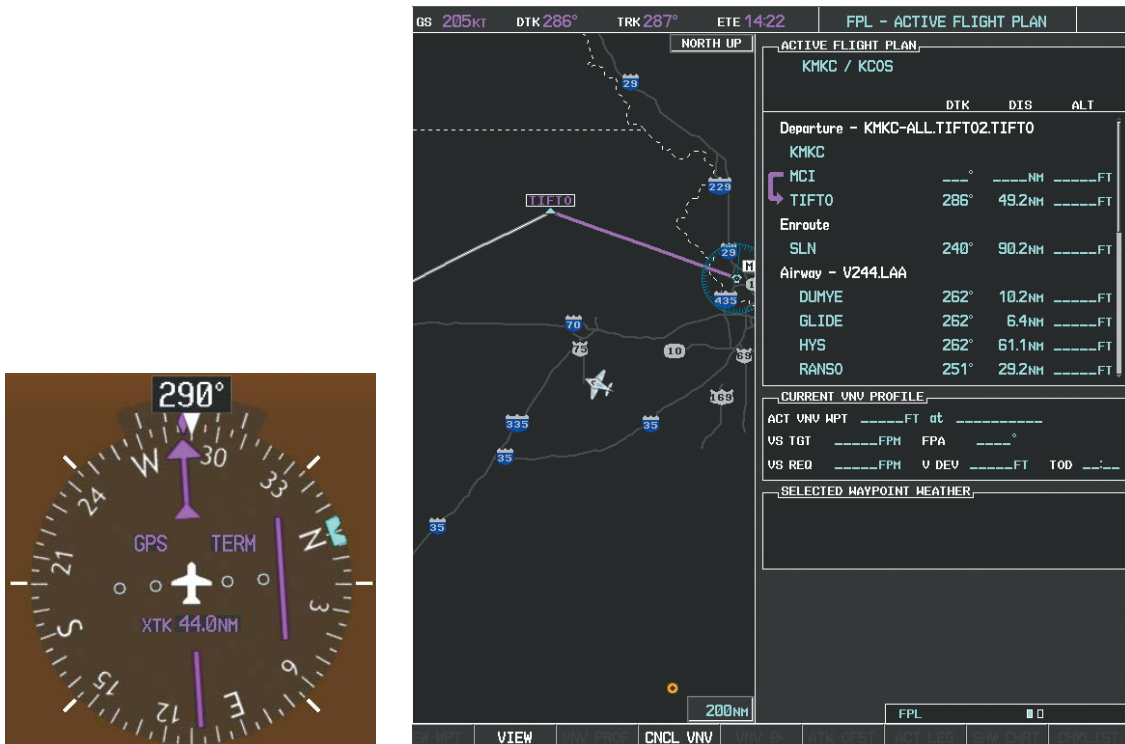 GS 205KT DTK 286° TRK 287° ETE 14:22 FPL – ACTIVE FLIGHT PLAN
NORTH UP
29
229
TIFTO
29
M
1
435
70
75
10
69
169
335
35
35
35
200NM
ACTIVE FLIGHT PLAN
KMKC / KCOS
DTK DIS ALT
Departure – KMKC-ALL.TIFTO2.TIFTO
KMKC
MCI ___° ____NM _____FT
TIFTO 286° 49.2NM _____FT
Enroute
SLN 240° 90.2NM _____FT
Airway – V244.LAA
DUMYE 262° 10.2NM _____FT
GLIDE 262° 6.4NM _____FT
HYS 262° 61.1NM _____FT
RANSO 251° 29.2NM _____FT
CURRENT VNV PROFILE
ACT VNV WPT _____FT at __________
VS TGT _____FPM FPA ____°
VS REQ _____FPM V DEV _____FT TOD __:__
SELECTED WAYPOINT WEATHER
FPL
VIEW VNV PROF CNCL VNV ATK OFST ACT LEG SHW CHRT CHKLIST
290°
W 30 33 N 3 6 E 12 15 S 21 24
GPS TERM
XTK 44.0NM